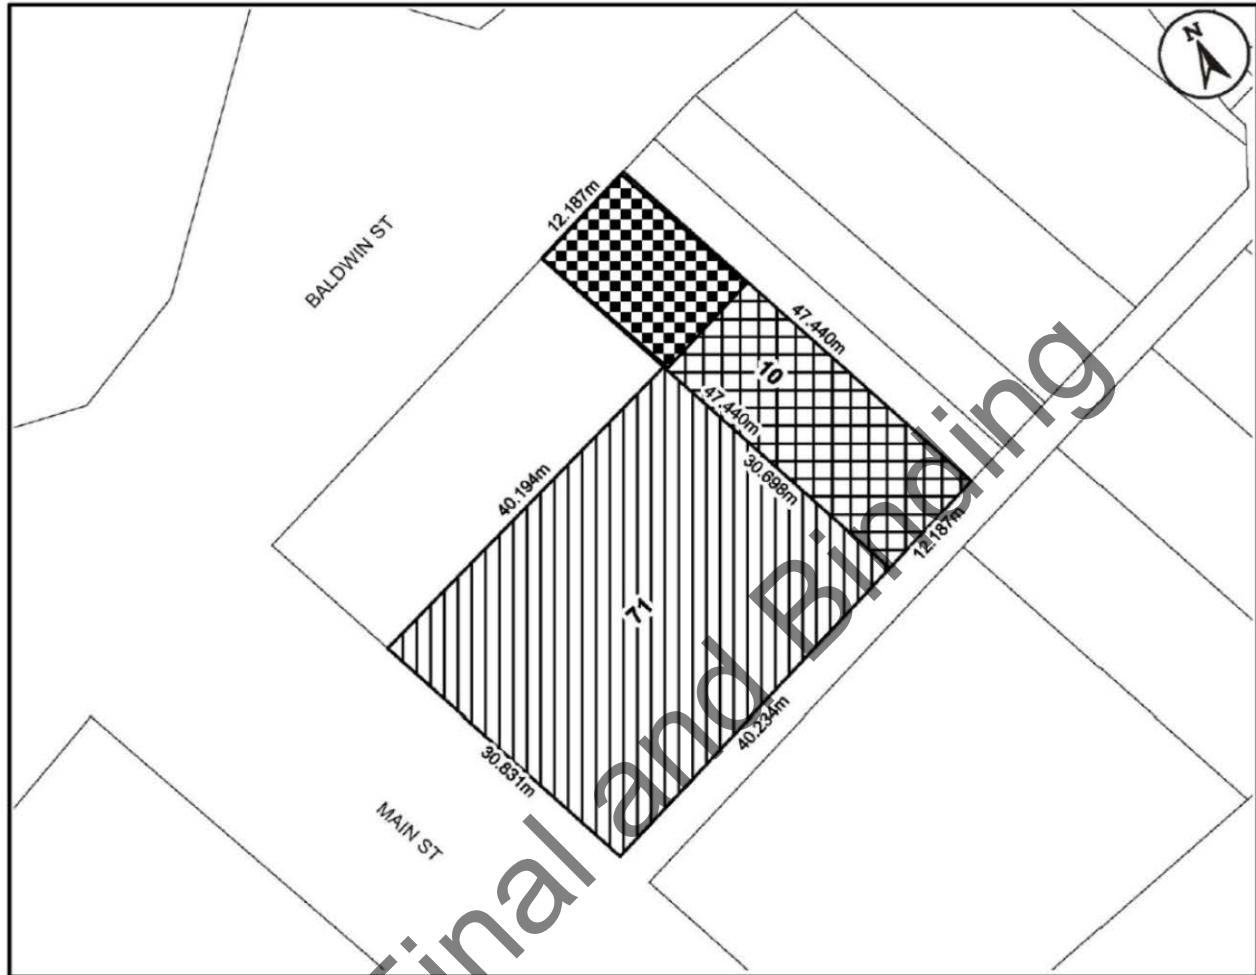 N
12.187m
BALDWIN ST
47.440m
10
47.440m
30.698m
40.194m
12.187m
71
40.234m
30.831m
MAIN ST
Final and Binding